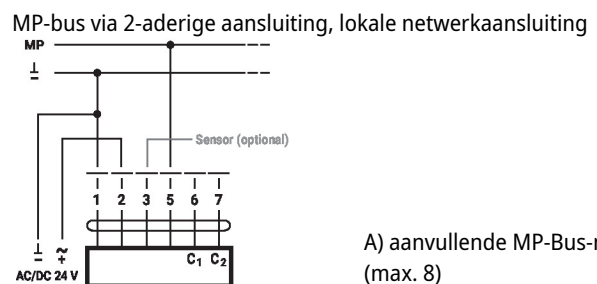 MP-bus via 2-aderige aansluiting, lokale netwerkaansluiting
MP
⊥
Sensor (optional)
1 2 3 5 6 7
⊥ ~ +
C1 C2
AC/DC 24 V
A) aanvullende MP-Bus-
(max. 8)